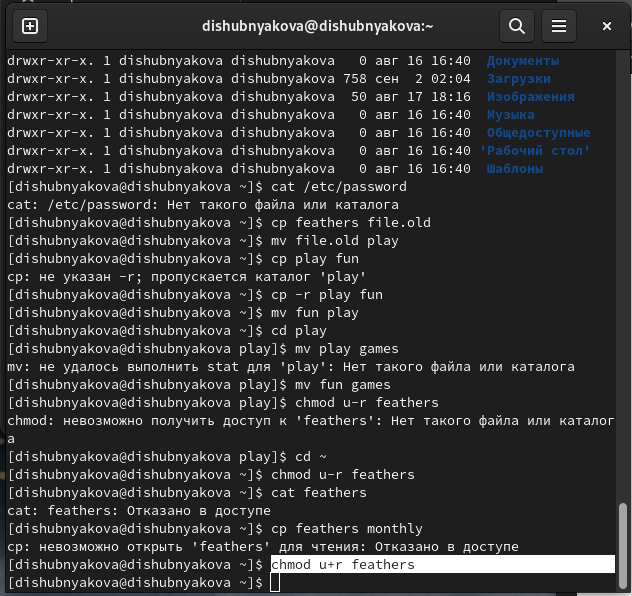 dishubnyakova@dishubnyakova:~
drwxr-xr-x. 1 dishubnyakova dishubnyakova   0 авг 16 16:40  Документы
drwxr-xr-x. 1 dishubnyakova dishubnyakova 758 сен  2 02:04  Загрузки
drwxr-xr-x. 1 dishubnyakova dishubnyakova  50 авг 17 18:16  Изображения
drwxr-xr-x. 1 dishubnyakova dishubnyakova   0 авг 16 16:40  Музыка
drwxr-xr-x. 1 dishubnyakova dishubnyakova   0 авг 16 16:40  Общедоступные
drwxr-xr-x. 1 dishubnyakova dishubnyakova   0 авг 16 16:40 'Рабочий стол'
drwxr-xr-x. 1 dishubnyakova dishubnyakova   0 авг 16 16:40  Шаблоны
[dishubnyakova@dishubnyakova ~]$ cat /etc/password
cat: /etc/password: Нет такого файла или каталога
[dishubnyakova@dishubnyakova ~]$ cp feathers file.old
[dishubnyakova@dishubnyakova ~]$ mv file.old play
[dishubnyakova@dishubnyakova ~]$ cp play fun
cp: не указан -r; пропускается каталог 'play'
[dishubnyakova@dishubnyakova ~]$ cp -r play fun
[dishubnyakova@dishubnyakova ~]$ mv fun play
[dishubnyakova@dishubnyakova ~]$ cd play
[dishubnyakova@dishubnyakova play]$ mv play games
mv: не удалось выполнить stat для 'play': Нет такого файла или каталога
[dishubnyakova@dishubnyakova play]$ mv fun games
[dishubnyakova@dishubnyakova play]$ chmod u-r feathers
chmod: невозможно получить доступ к 'feathers': Нет такого файла или каталог
а
[dishubnyakova@dishubnyakova play]$ cd ~
[dishubnyakova@dishubnyakova ~]$ chmod u-r feathers
[dishubnyakova@dishubnyakova ~]$ cat feathers
cat: feathers: Отказано в доступе
[dishubnyakova@dishubnyakova ~]$ cp feathers monthly
cp: невозможно открыть 'feathers' для чтения: Отказано в доступе
[dishubnyakova@dishubnyakova ~]$ chmod u+r feathers
[dishubnyakova@dishubnyakova ~]$